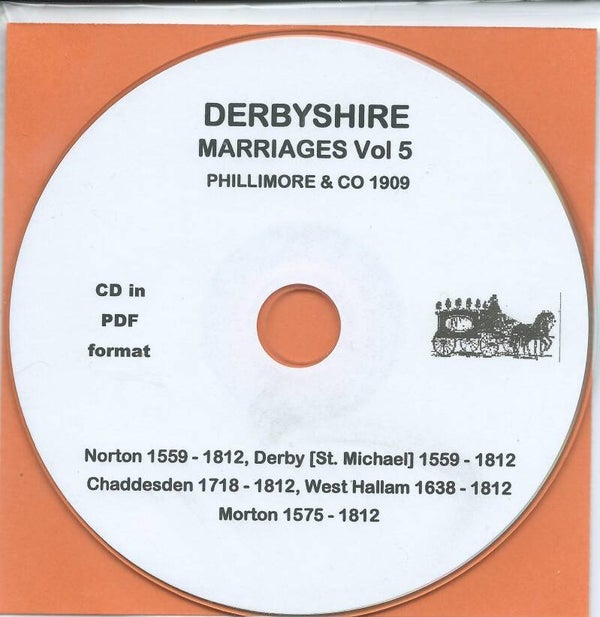 DERBYSHIRE
MARRIAGES Vol 5
PHILLIMORE & CO 1909
CD in
PDF
format
Norton 1559 - 1812, Derby [St. Michael] 1559 - 1812
Chaddesden 1718 - 1812, West Hallam 1638 - 1812
Morton 1575 - 1812